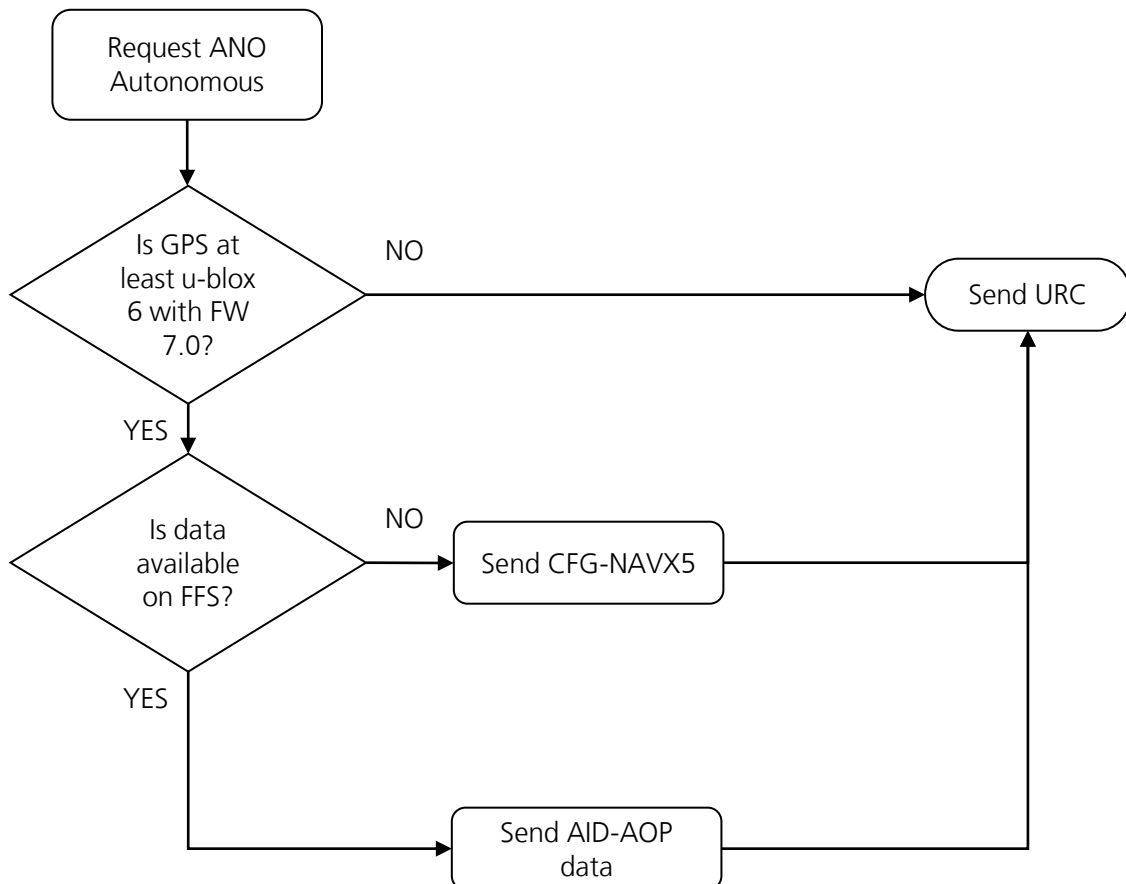 Request ANO
Autonomous
Is GPS at
least u-blox
6 with FW
7.0?
NO
Send URC
YES
Is data
available
on FFS?
NO
Send CFG-NAVX5
YES
Send AID-AOP
data